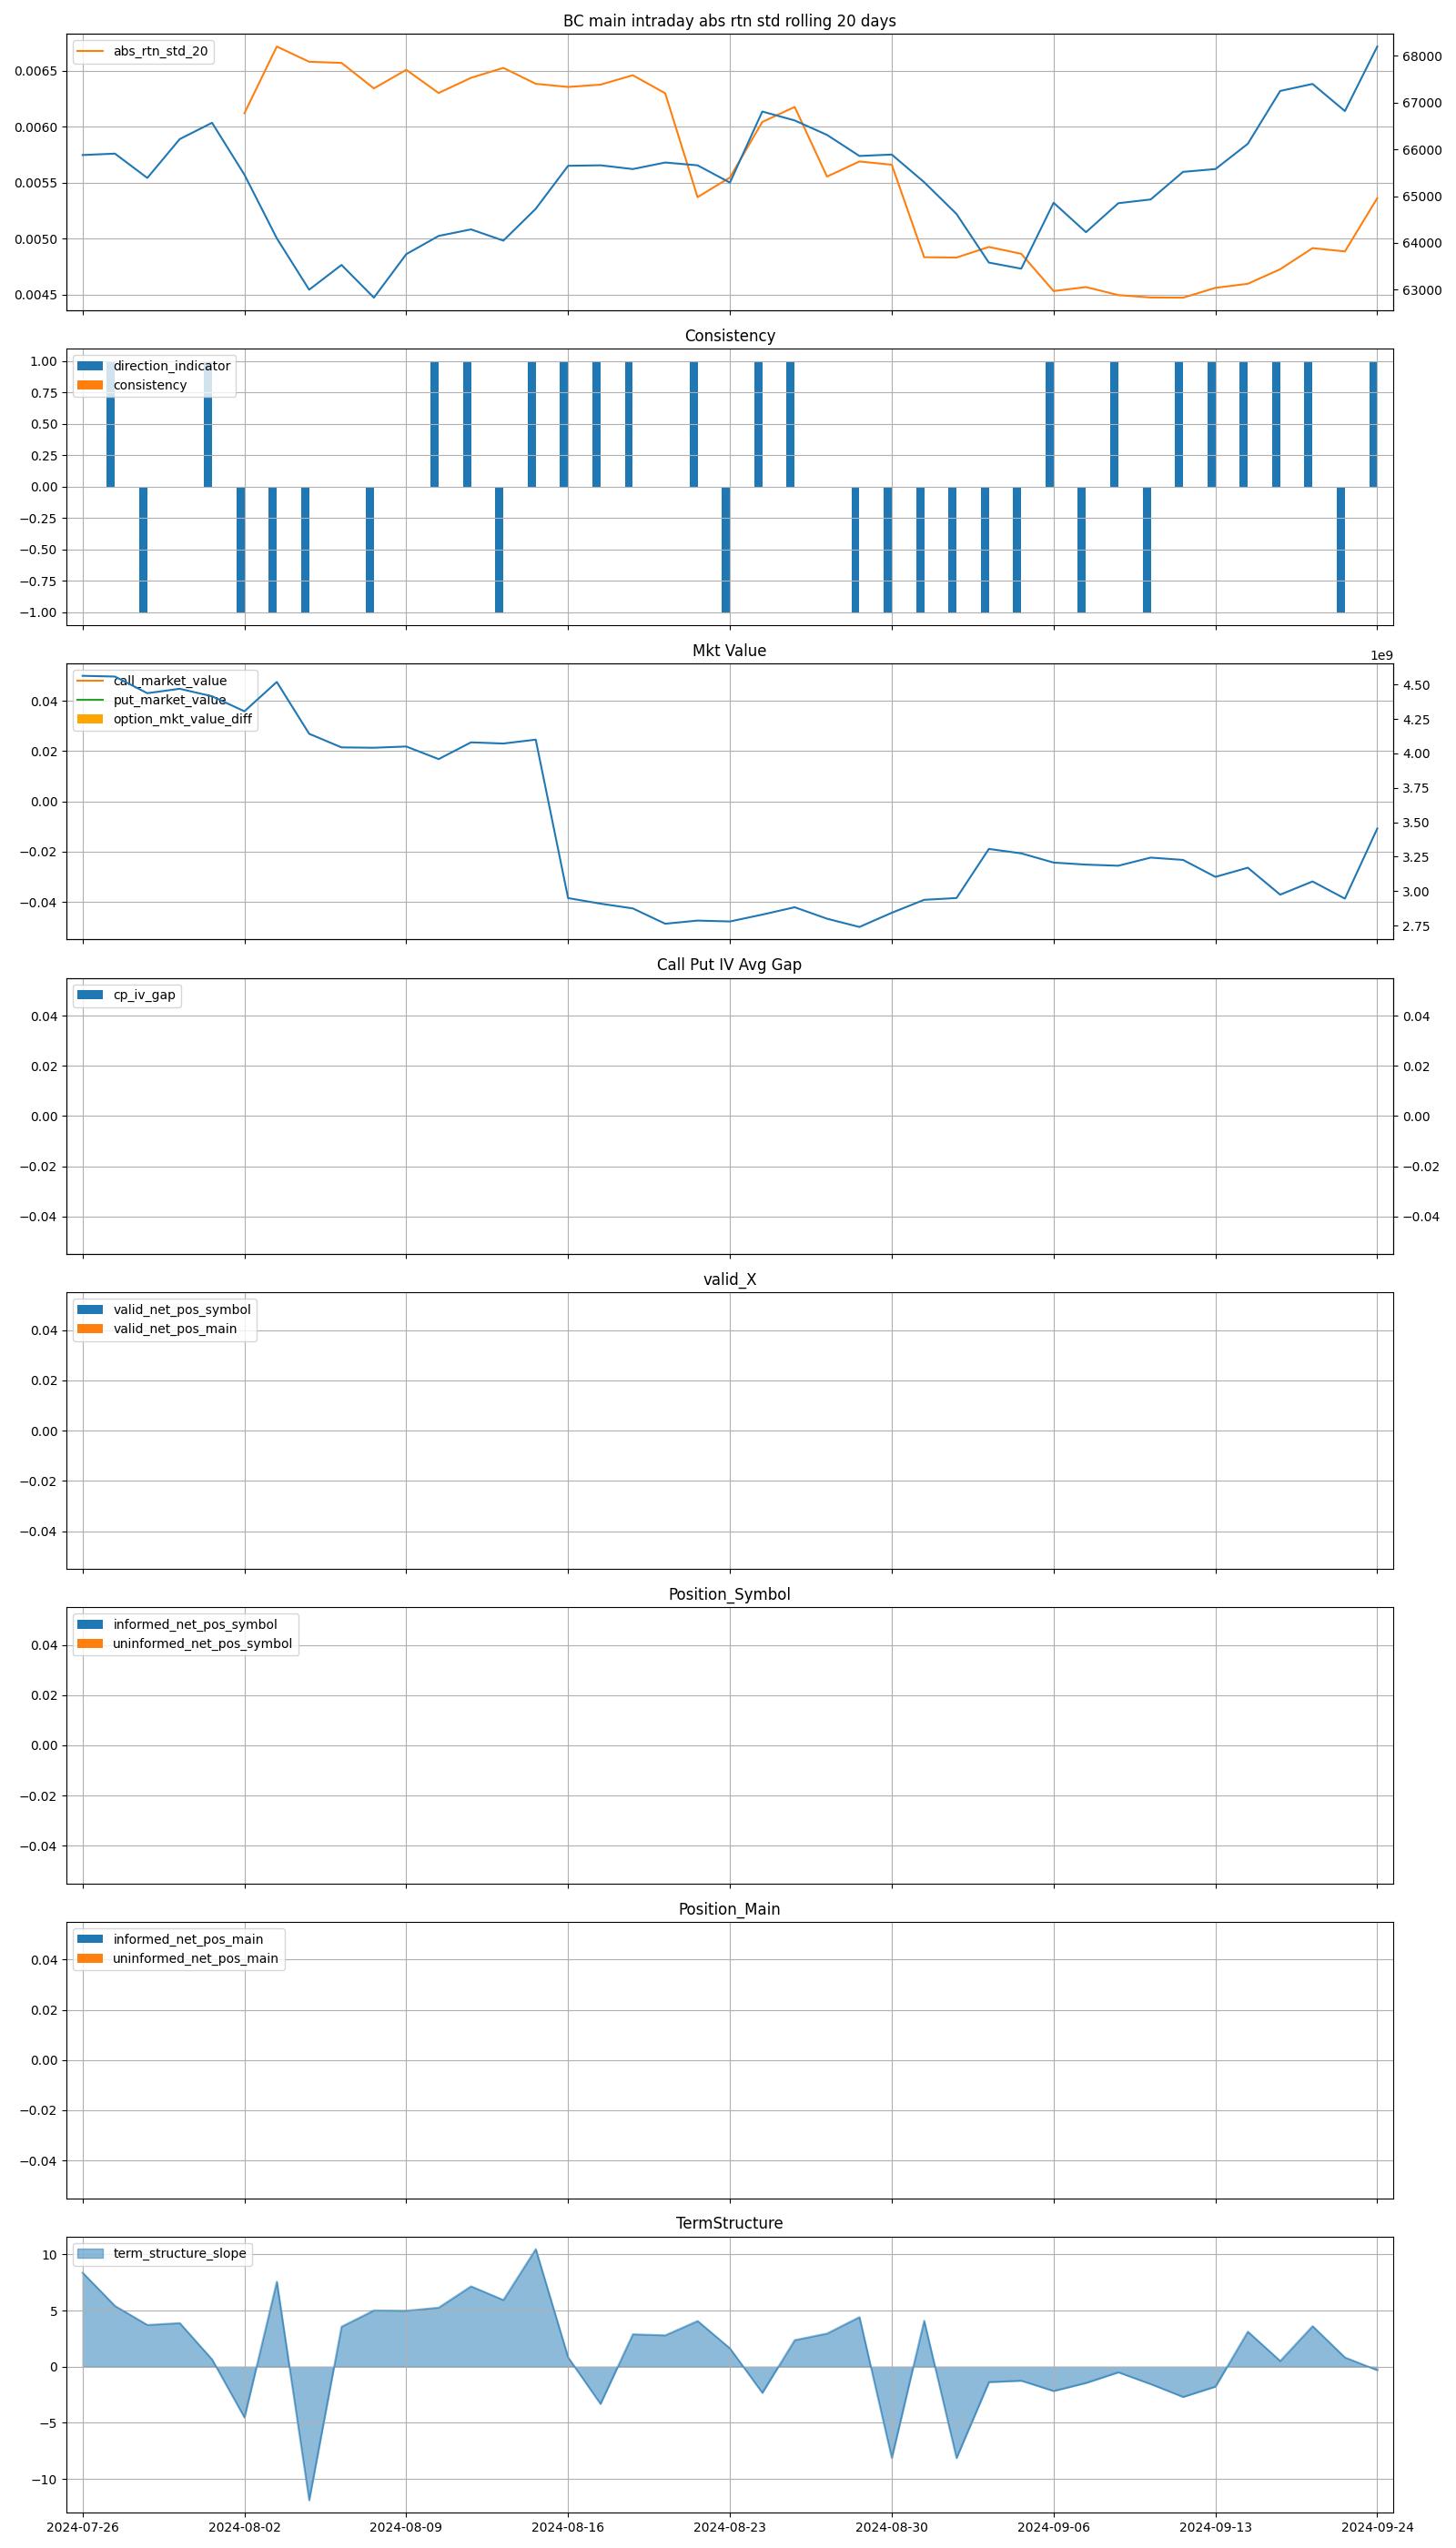 BC main intraday abs rtn std rolling 20 days
abs_rtn_std_20
0.0065
0.0060
0.0055
0.0050
0.0045
68000
67000
66000
65000
64000
63000
Consistency
direction_indicator
consistency
1.00
0.75
0.50
0.25
0.00
−0.25
−0.50
−0.75
−1.00
Mkt Value
1e9
call_market_value
put_market_value
option_mkt_value_diff
0.04
0.02
0.00
−0.02
−0.04
4.50
4.25
4.00
3.75
3.50
3.25
3.00
2.75
Call Put IV Avg Gap
cp_iv_gap
0.04
0.02
0.00
−0.02
−0.04
0.04
0.02
0.00
−0.02
−0.04
valid_X
valid_net_pos_symbol
valid_net_pos_main
0.04
0.02
0.00
−0.02
−0.04
Position_Symbol
informed_net_pos_symbol
uninformed_net_pos_symbol
0.04
0.02
0.00
−0.02
−0.04
Position_Main
informed_net_pos_main
uninformed_net_pos_main
0.04
0.02
0.00
−0.02
−0.04
TermStructure
term_structure_slope
10
5
0
−5
−10
2024-07-26 2024-08-02 2024-08-09 2024-08-16 2024-08-23 2024-08-30 2024-09-06 2024-09-13 2024-09-24